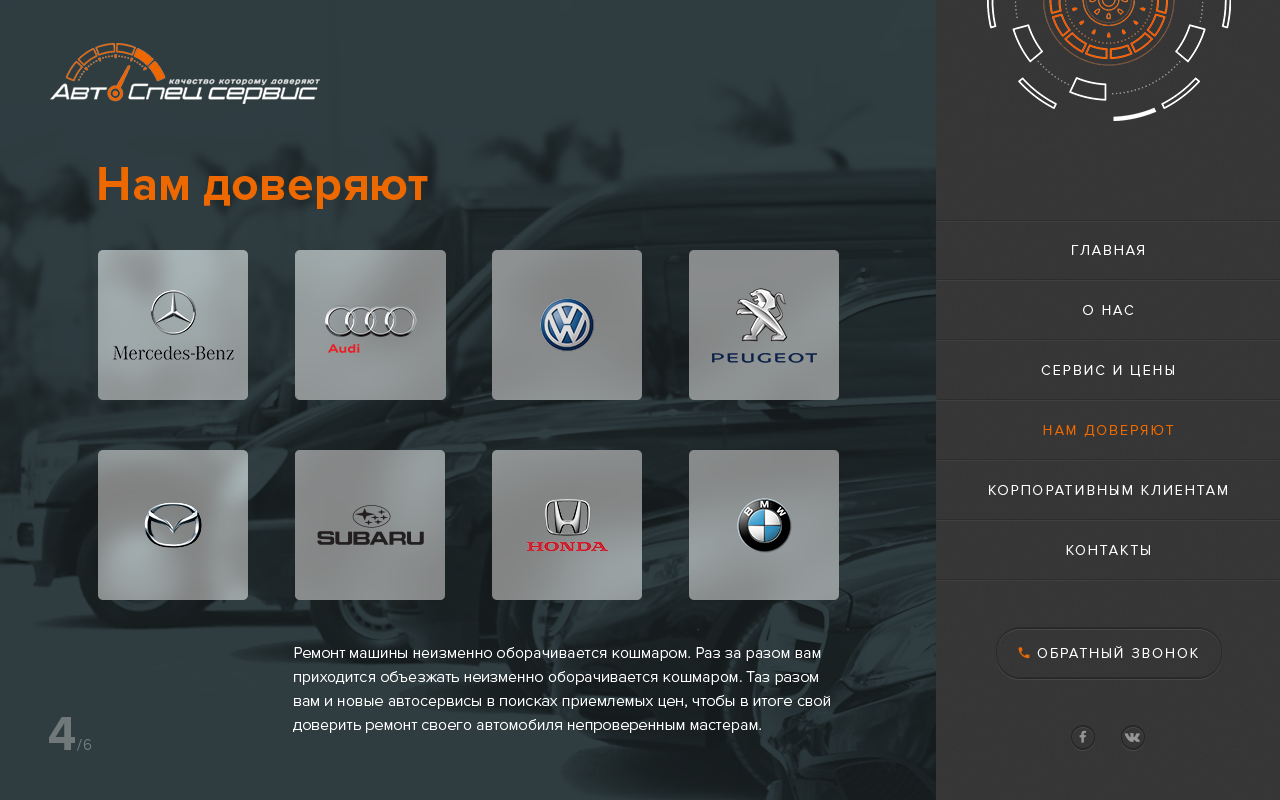 качество которому доверяют
Авто Спец сервис
Нам доверяют
Mercedes-Benz
Audi
PEUGEOT
SUBARU
HONDA
BMW
Ремонт машины неизменно оборачивается кошмаром. Раз за разом вам
приходится объезжать неизменно оборачивается кошмаром. Таз разом
вам и новые автосервисы в поисках приемлемых цен, чтобы в итоге свой
доверить ремонт своего автомобиля непроверенным мастерам.
4/6
ГЛАВНАЯ
О НАС
СЕРВИС И ЦЕНЫ
НАМ ДОВЕРЯЮТ
КОРПОРАТИВНЫМ КЛИЕНТАМ
КОНТАКТЫ
ОБРАТНЫЙ ЗВОНОК